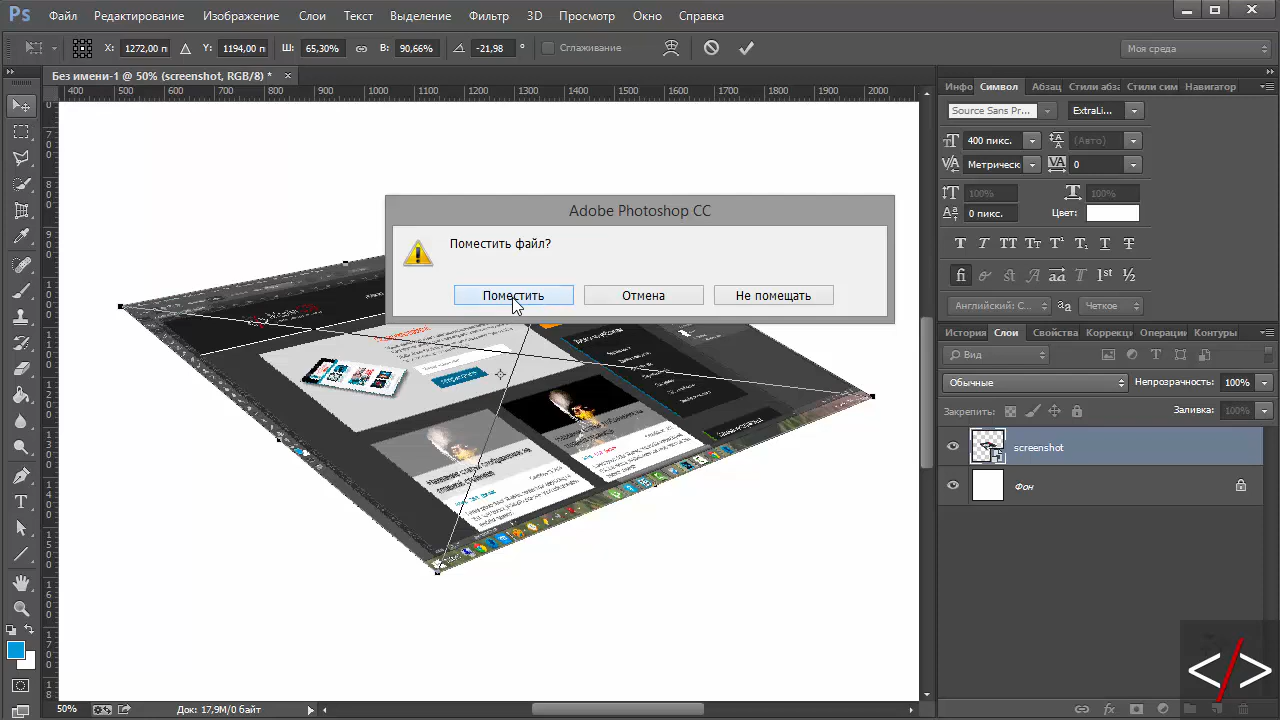 Ps Файл Редактирование Изображение Слои Текст Выделение Фильтр 3D Просмотр Окно Справка
X: 1272,00 п Y: 1194,00 п Ш: 65,30% В: 90,66% -21,98 ° Сглаживание Моя среда
Без имени-1 @ 50% (screenshot, RGB/8) * ×
400 500 600 700 800 900 1000 1100 1200 1300 1400 1500 1600 1700 1800 1900 2000
Инфо Символ Абзац Стили абза Стили сим Навигатор
Source Sans Pr... ExtraLi...
400 пикс. (Авто)
Метрическ 0
100% 100%
0 пикс. Цвет:
Английский: С... аа Четкое
История Слои Свойства Коррекц Операции Контуры
Вид
Обычные Непрозрачность: 100%
Закрепить: Заливка: 100%
screenshot
Фон
Adobe Photoshop CC
Поместить файл?
Поместить Отмена Не помещать
50% Док: 17,9M/0 байт
</>